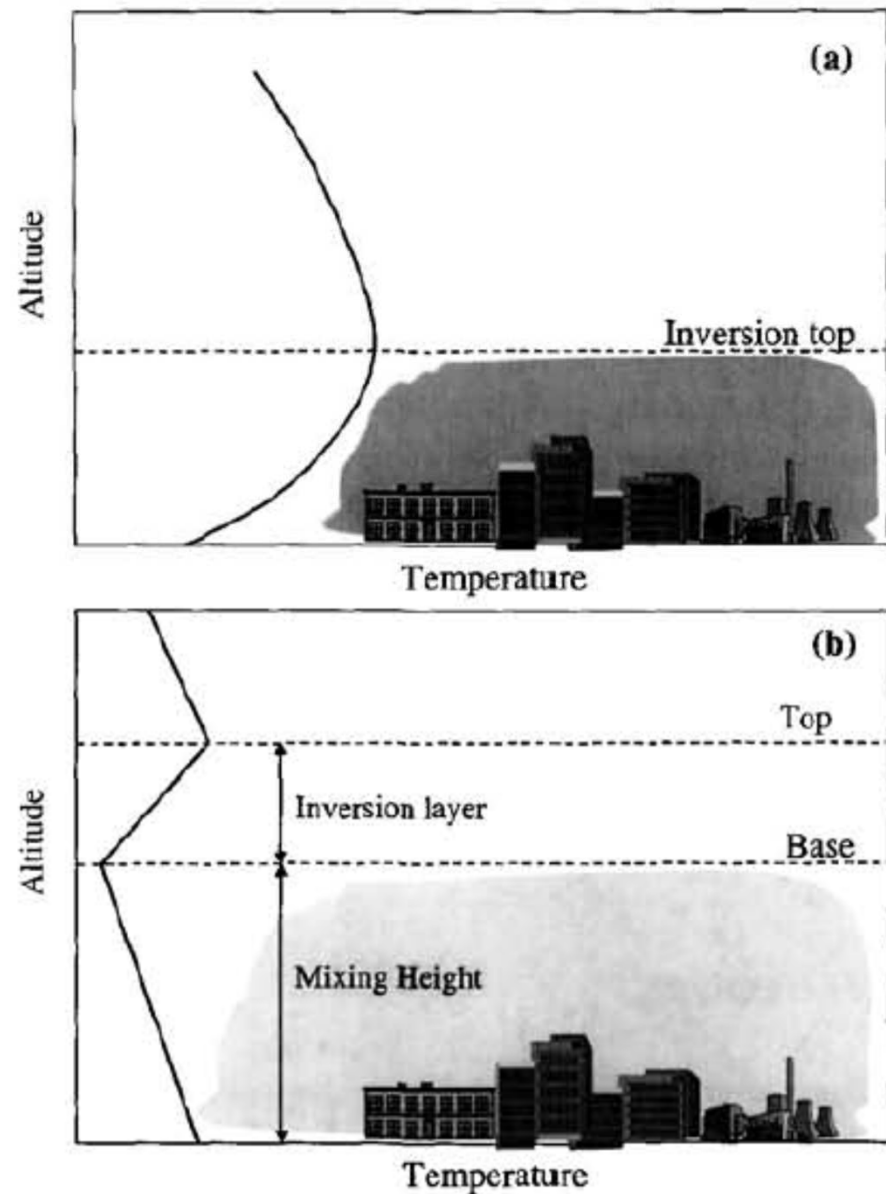 (a)
Altitude
Inversion top
Temperature
(b)
Top
Inversion layer
Altitude
Base
Mixing Height
Temperature